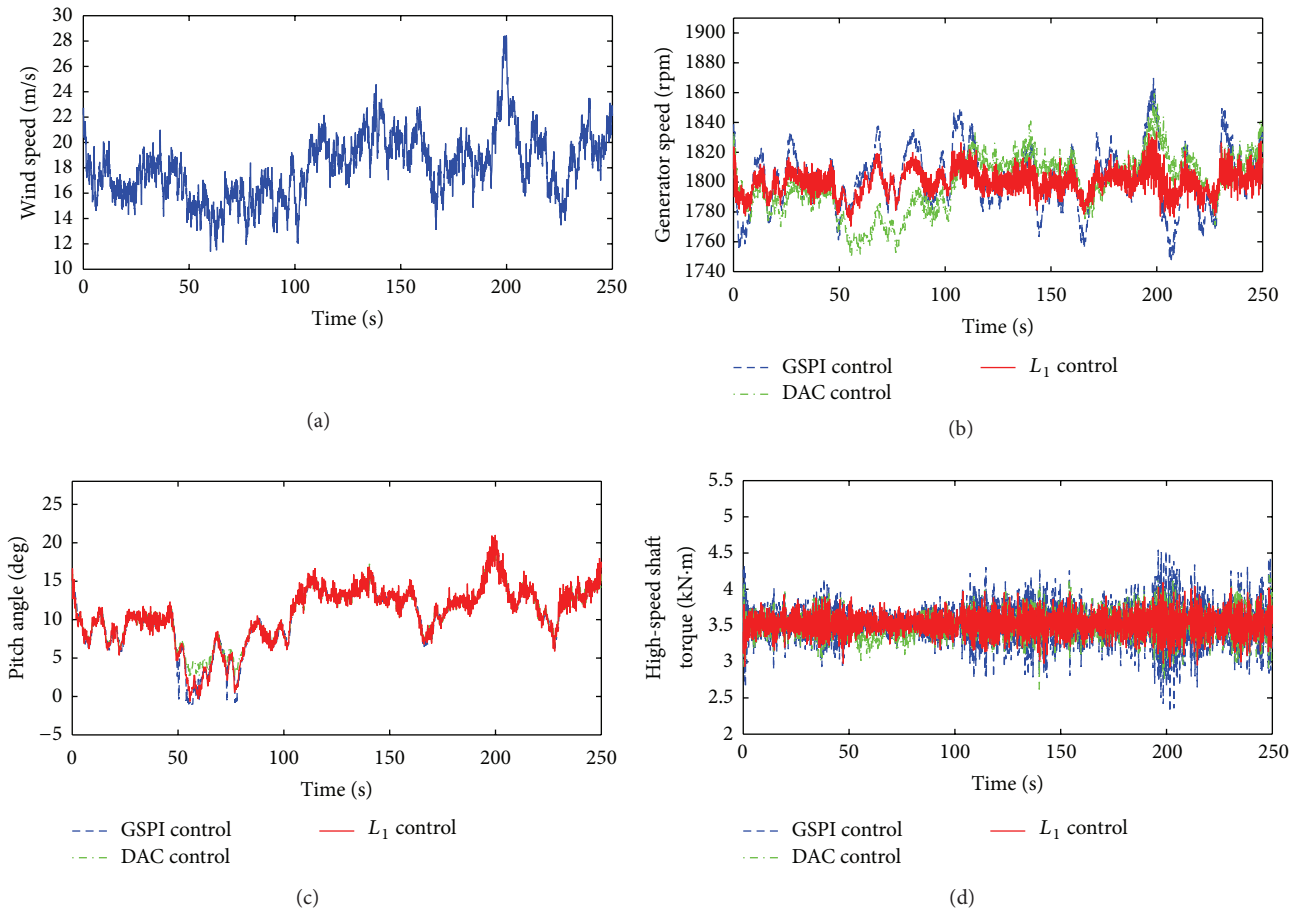 30
28
26
24
22
20
18
16
14
12
10
Wind speed (m/s)
0 50 100 150 200 250
Time (s)
(a)
1900
1880
1860
1840
1820
1800
1780
1760
1740
Generator speed (rpm)
0 50 100 150 200 250
Time (s)
GSPI control
DAC control
L₁ control
(b)
25
20
15
10
5
0
−5
Pitch angle (deg)
0 50 100 150 200 250
Time (s)
GSPI control
DAC control
L₁ control
(c)
5.5
5
4.5
4
3.5
3
2.5
2
High-speed shaft
torque (kN·m)
0 50 100 150 200 250
Time (s)
GSPI control
DAC control
L₁ control
(d)